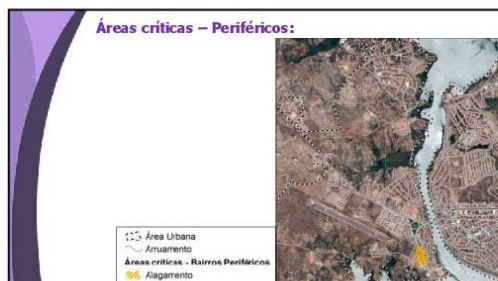 Áreas críticas – Periféricos:
Área Urbana
Arruamento
Áreas críticas - Bairros Periféricos
Alagamento